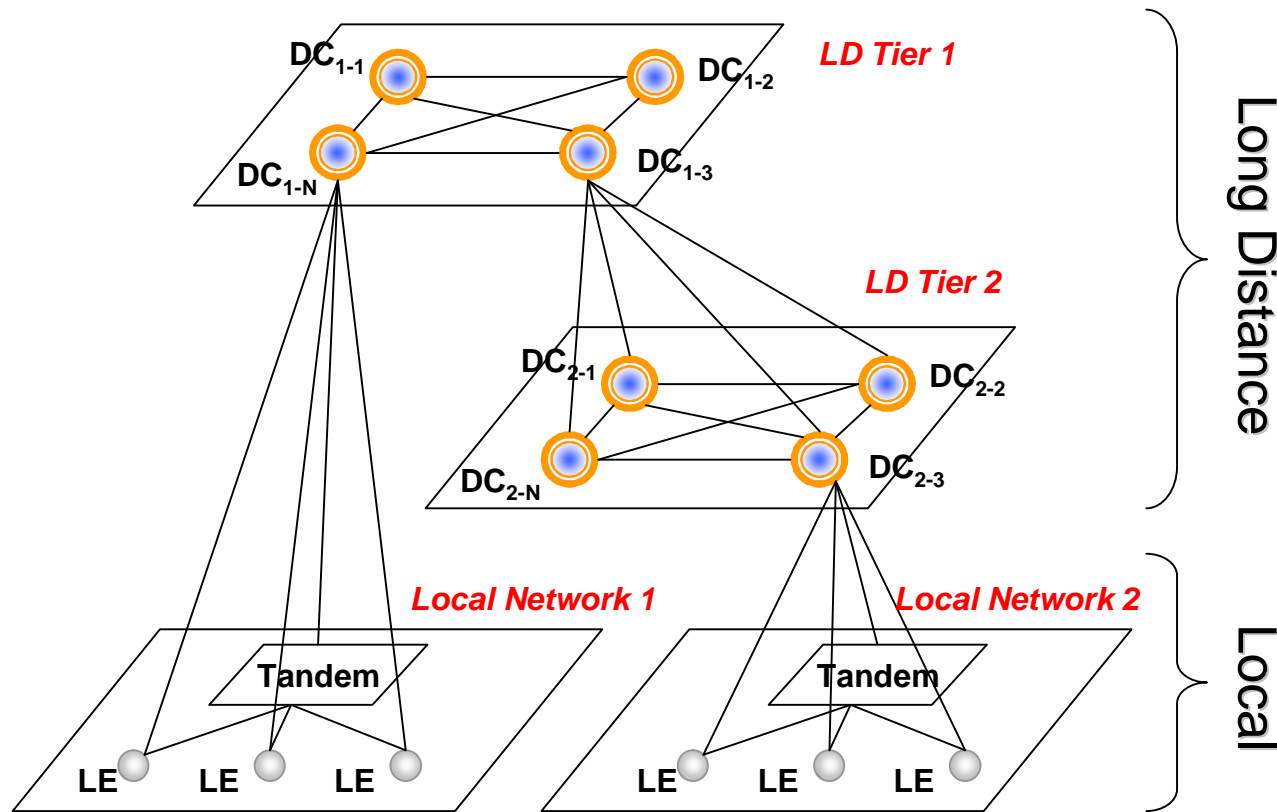 DC1-1
LD Tier 1
DC1-2
DC1-N
DC1-3
Long Distance
LD Tier 2
DC2-1
DC2-2
DC2-N
DC2-3
Local Network 1
Local Network 2
Tandem
Tandem
Local
LE
LE
LE
LE
LE
LE